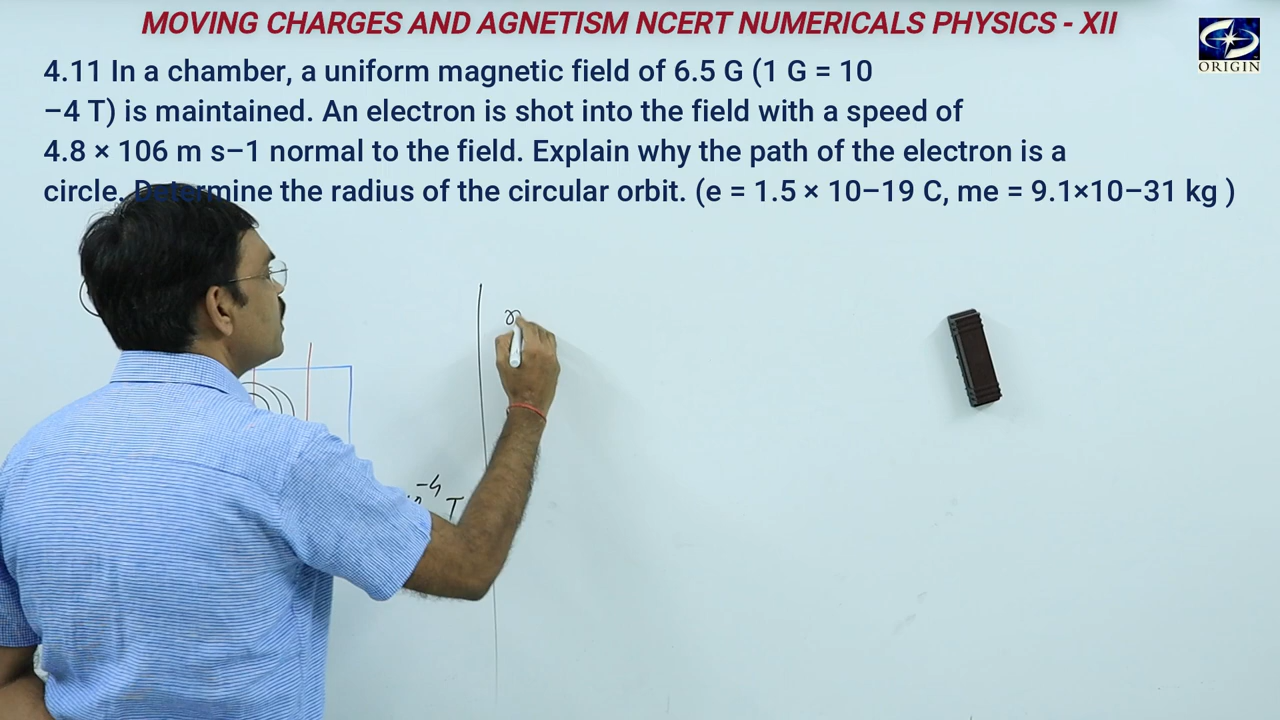 MOVING CHARGES AND AGNETISM NCERT NUMERICALS PHYSICS - XII
ORIGIN
4.11 In a chamber, a uniform magnetic field of 6.5 G (1 G = 10
–4 T) is maintained. An electron is shot into the field with a speed of
4.8 × 106 m s–1 normal to the field. Explain why the path of the electron is a
circle. Determine the radius of the circular orbit. (e = 1.5 × 10–19 C, me = 9.1×10–31 kg )
r
-4 T